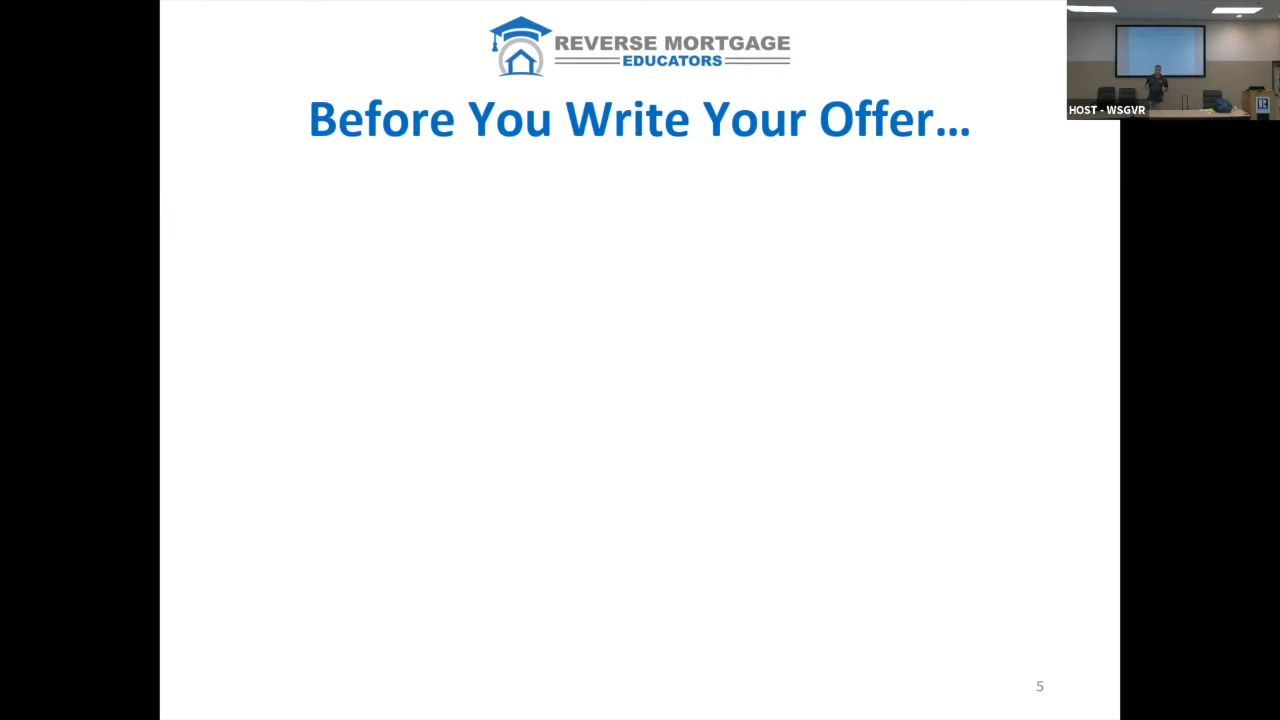 REVERSE MORTGAGE
EDUCATORS
Before You Write Your Offer...
HOST - WSGVR
5